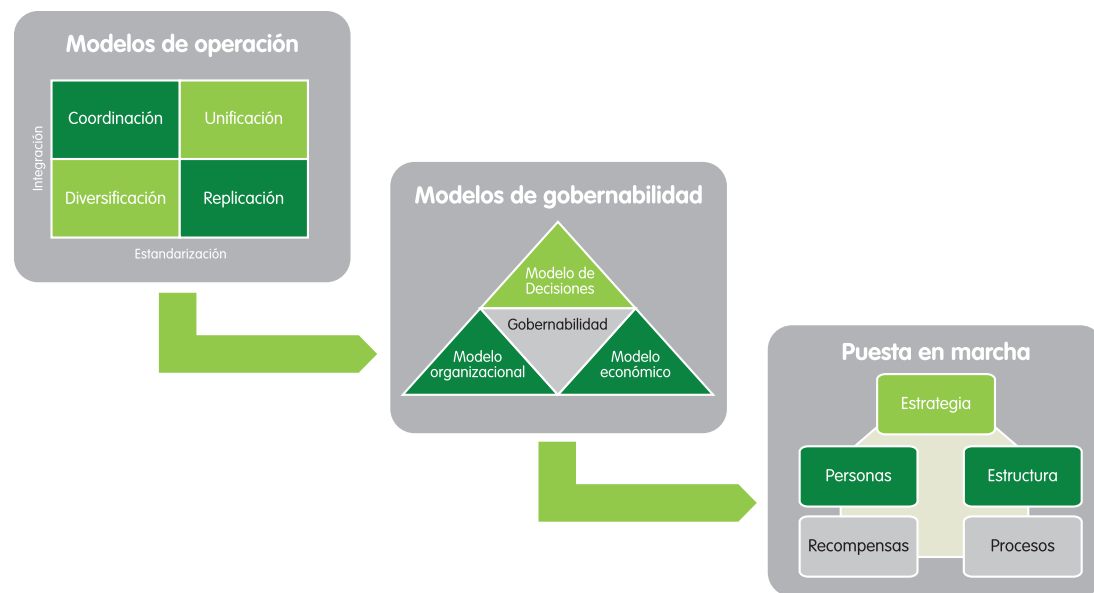 Modelos de operación
Coordinación
Unificación
Integración
Diversificación
Replicación
Estandarización
Modelos de gobernabilidad
Modelo de
Decisiones
Gobernabilidad
Modelo
organizacional
Modelo
económico
Puesta en marcha
Estrategia
Personas
Estructura
Recompensas
Procesos